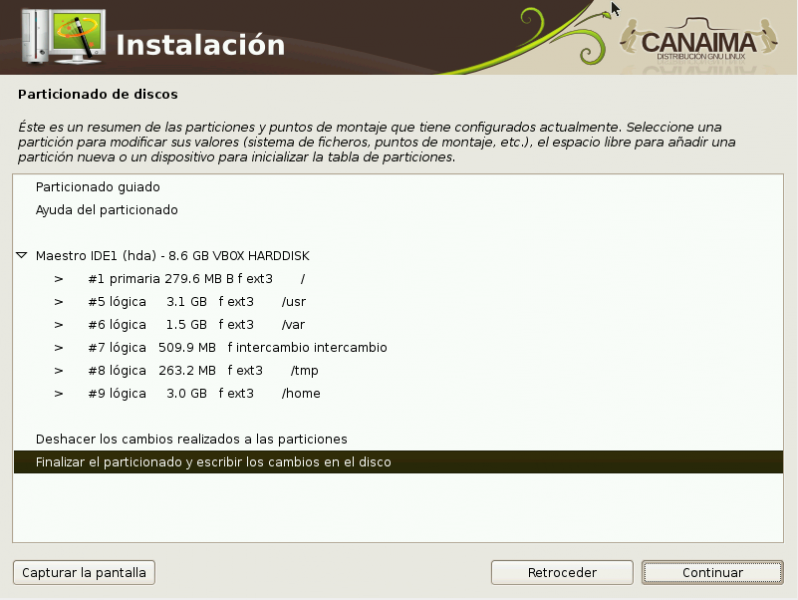 Instalación
CANAIMA
DISTRIBUCIÓN GNU LINUX
Particionado de discos
Éste es un resumen de las particiones y puntos de montaje que tiene configurados actualmente. Seleccione una
partición para modificar sus valores (sistema de ficheros, puntos de montaje, etc.), el espacio libre para añadir una
partición nueva o un dispositivo para inicializar la tabla de particiones.
Particionado guiado
Ayuda del particionado
Maestro IDE1 (hda) - 8.6 GB VBOX HARDDISK
> #1 primaria 279.6 MB B f ext3 /
> #5 lógica 3.1 GB f ext3 /usr
> #6 lógica 1.5 GB f ext3 /var
> #7 lógica 509.9 MB f intercambio intercambio
> #8 lógica 263.2 MB f ext3 /tmp
> #9 lógica 3.0 GB f ext3 /home
Deshacer los cambios realizados a las particiones
Finalizar el particionado y escribir los cambios en el disco
Capturar la pantalla
Retroceder
Continuar